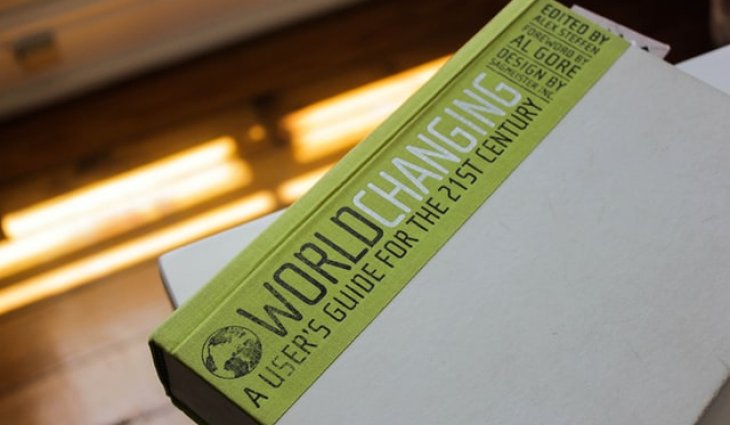 WORLDCHANGING
A USER'S GUIDE FOR THE 21ST CENTURY
EDITED BY
ALEX STEFFEN
FOREWORD BY
AL GORE
DESIGN BY
SAGMEISTER INC.